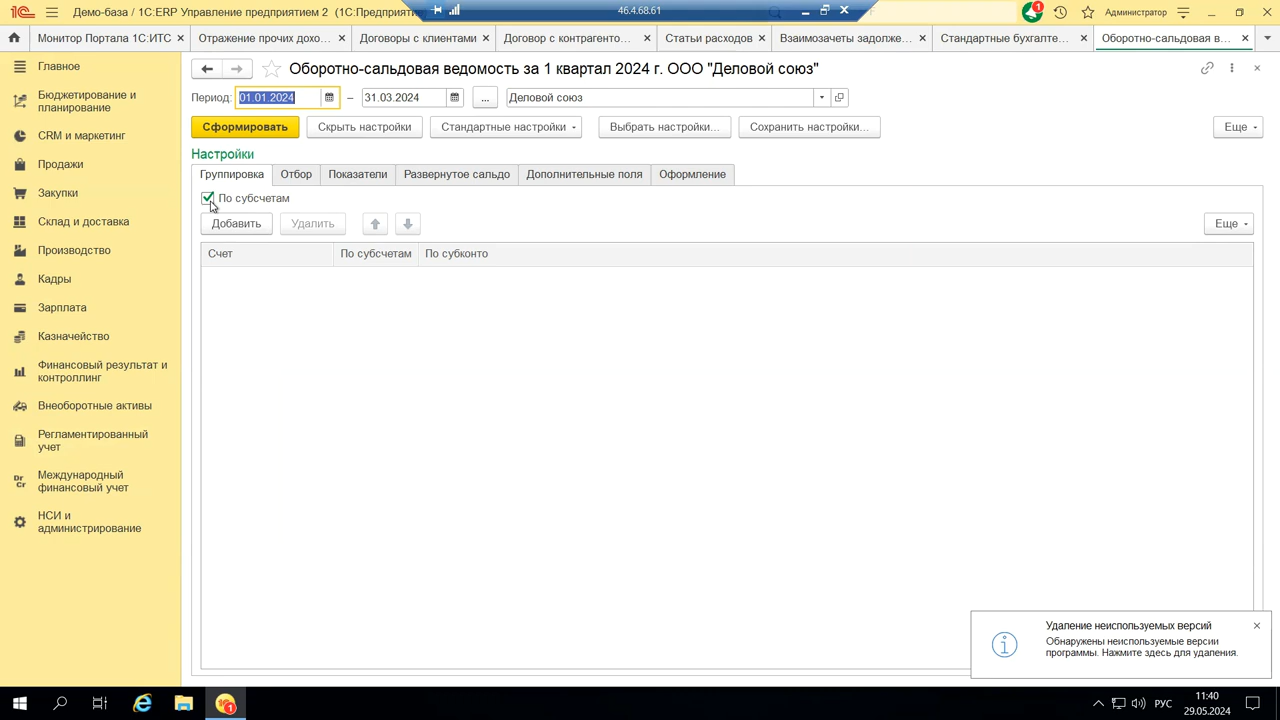 Демо-база / 1С:ERP Управление предприятием 2 (1С:Предприяти
46.4.68.61
1
Администратор
Монитор Портала 1С:ИТС
Отражение прочих дохо...
Договоры с клиентами
Договор с контрагенто...
Статьи расходов
Взаимозачеты задолже...
Стандартные бухгалте...
Оборотно-сальдовая в...
Главное
Бюджетирование и
планирование
CRM и маркетинг
Продажи
Закупки
Склад и доставка
Производство
Кадры
Зарплата
Казначейство
Финансовый результат и
контроллинг
Внеоборотные активы
Регламентированный
учет
Международный
финансовый учет
НСИ и
администрирование
Оборотно-сальдовая ведомость за 1 квартал 2024 г. ООО "Деловой союз"
Период: 01.01.2024 – 31.03.2024 ... Деловой союз
Сформировать Скрыть настройки Стандартные настройки Выбрать настройки... Сохранить настройки... Еще
Настройки
Группировка Отбор Показатели Развернутое сальдо Дополнительные поля Оформление
По субсчетам
Добавить Удалить Еще
Счет По субсчетам По субконто
Удаление неиспользуемых версий
Обнаружены неиспользуемые версии
программы. Нажмите здесь для удаления.
РУС
11:40
29.05.2024